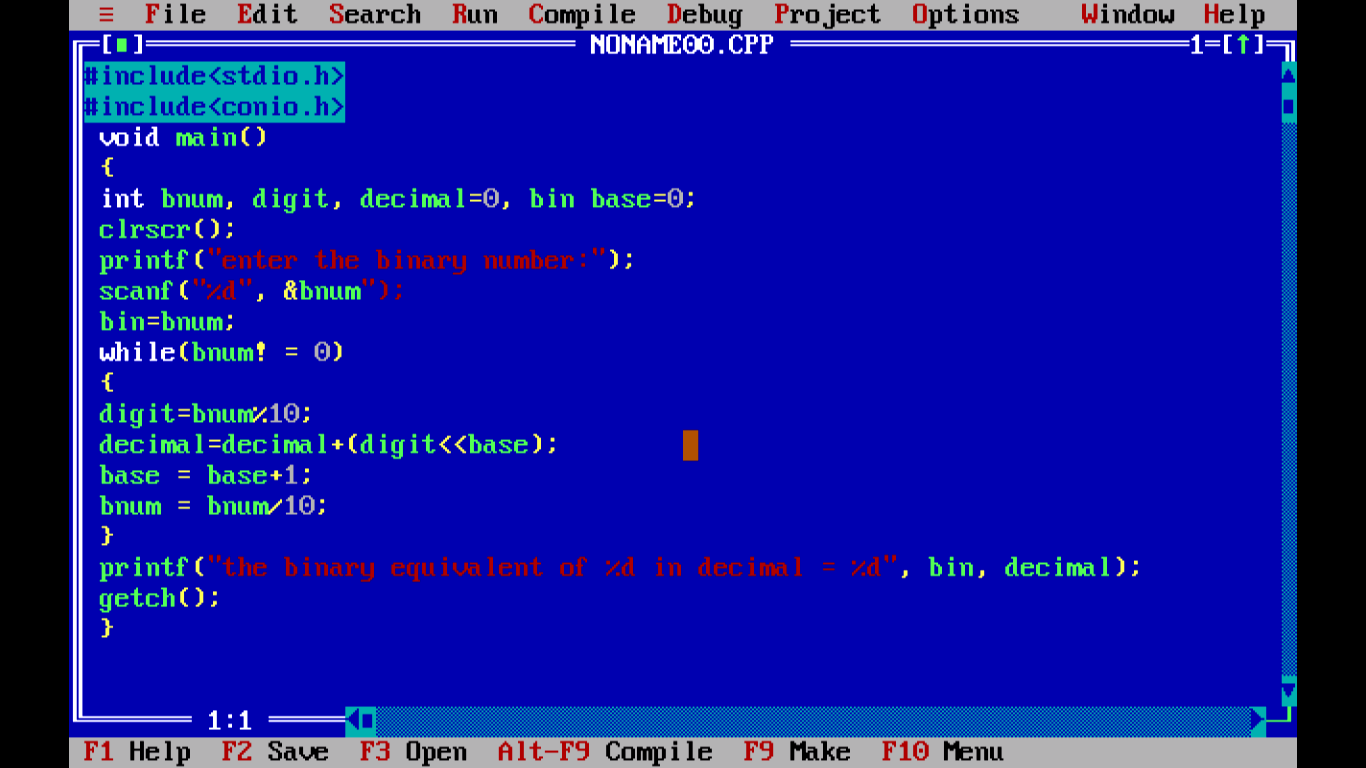 ≡ File Edit Search Run Compile Debug Project Options Window Help
[■] NONAME00.CPP 1=[↑]
#include<stdio.h>
#include<conio.h>
void main()
{
int bnum, digit, decimal=0, bin base=0;
clrscr();
printf("enter the binary number:");
scanf("%d", &bnum");
bin=bnum;
while(bnum! = 0)
{
digit=bnum%10;
decimal=decimal+(digit<<base);
base = base+1;
bnum = bnum/10;
}
printf("the binary equivalent of %d in decimal = %d", bin, decimal);
getch();
}
1:1
F1 Help F2 Save F3 Open Alt-F9 Compile F9 Make F10 Menu